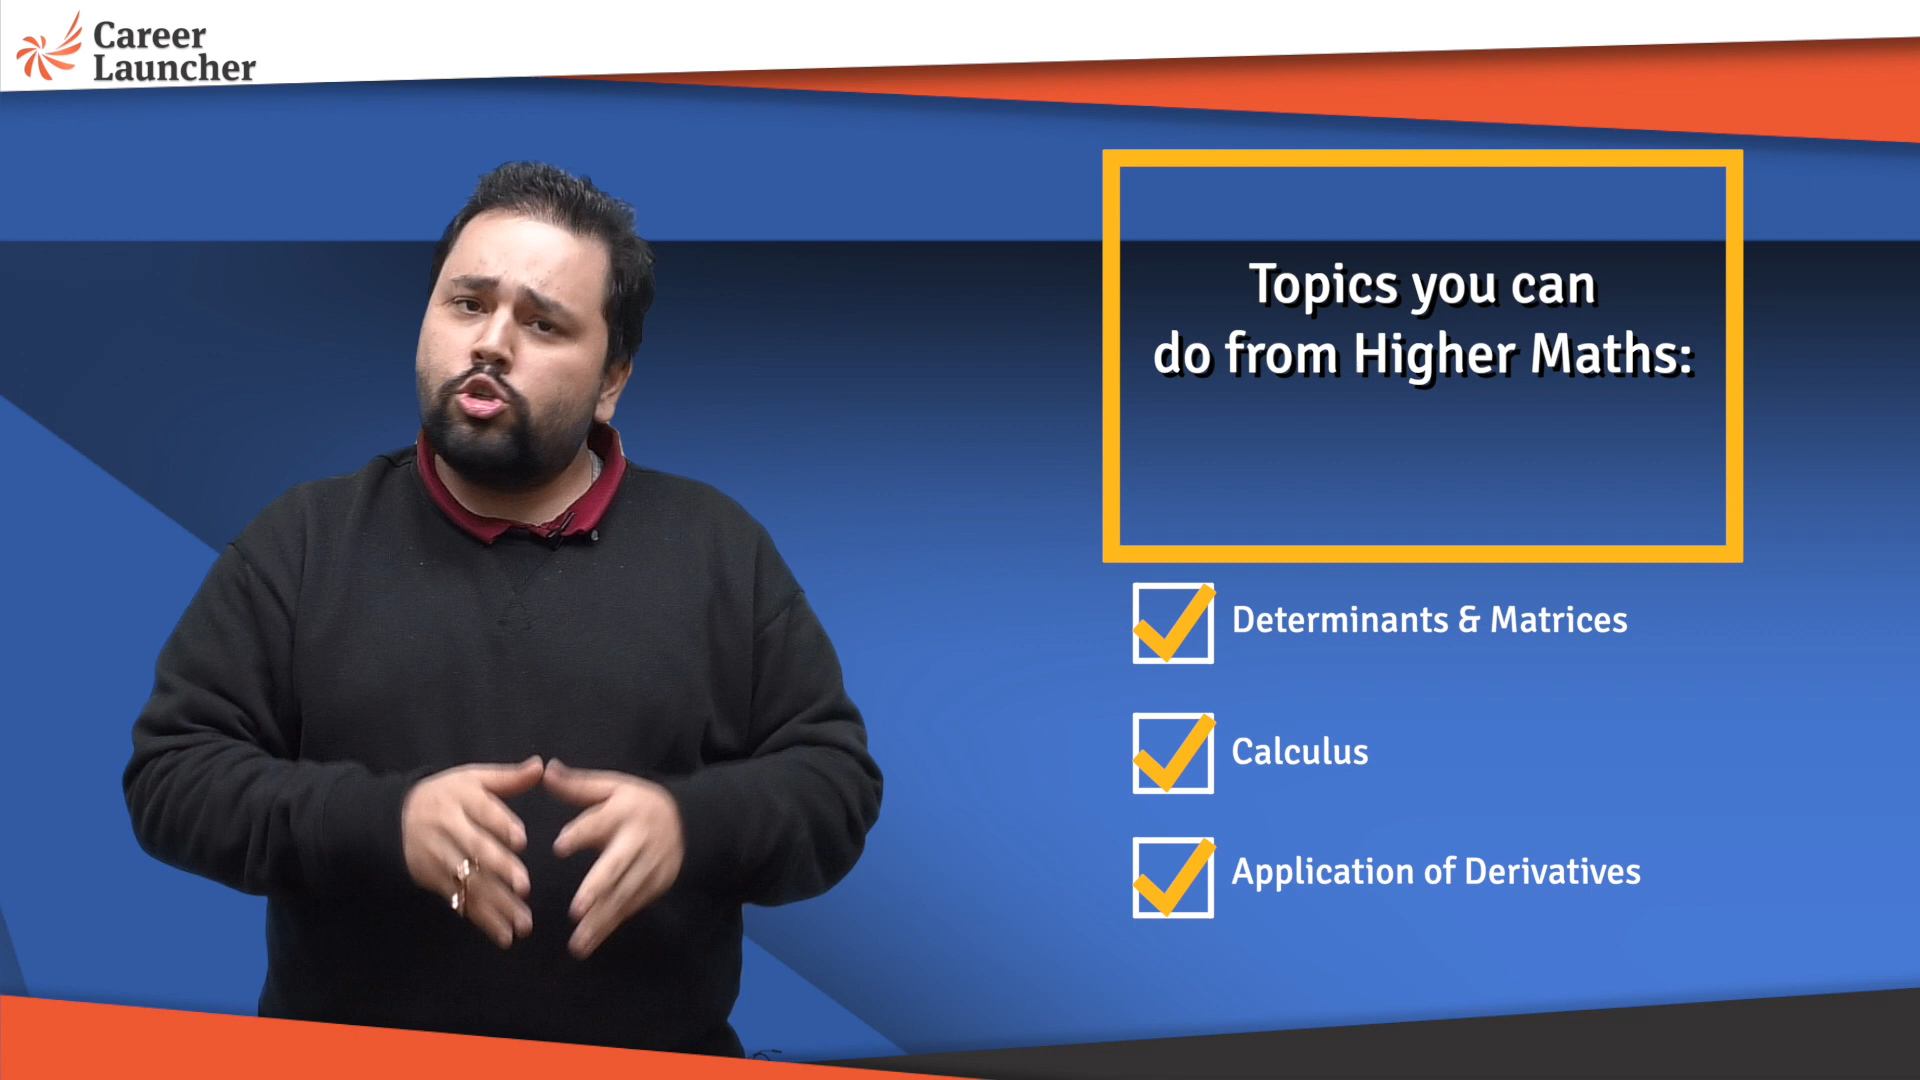 Career
Launcher
Topics you can
do from Higher Maths:
Determinants & Matrices
Calculus
Application of Derivatives